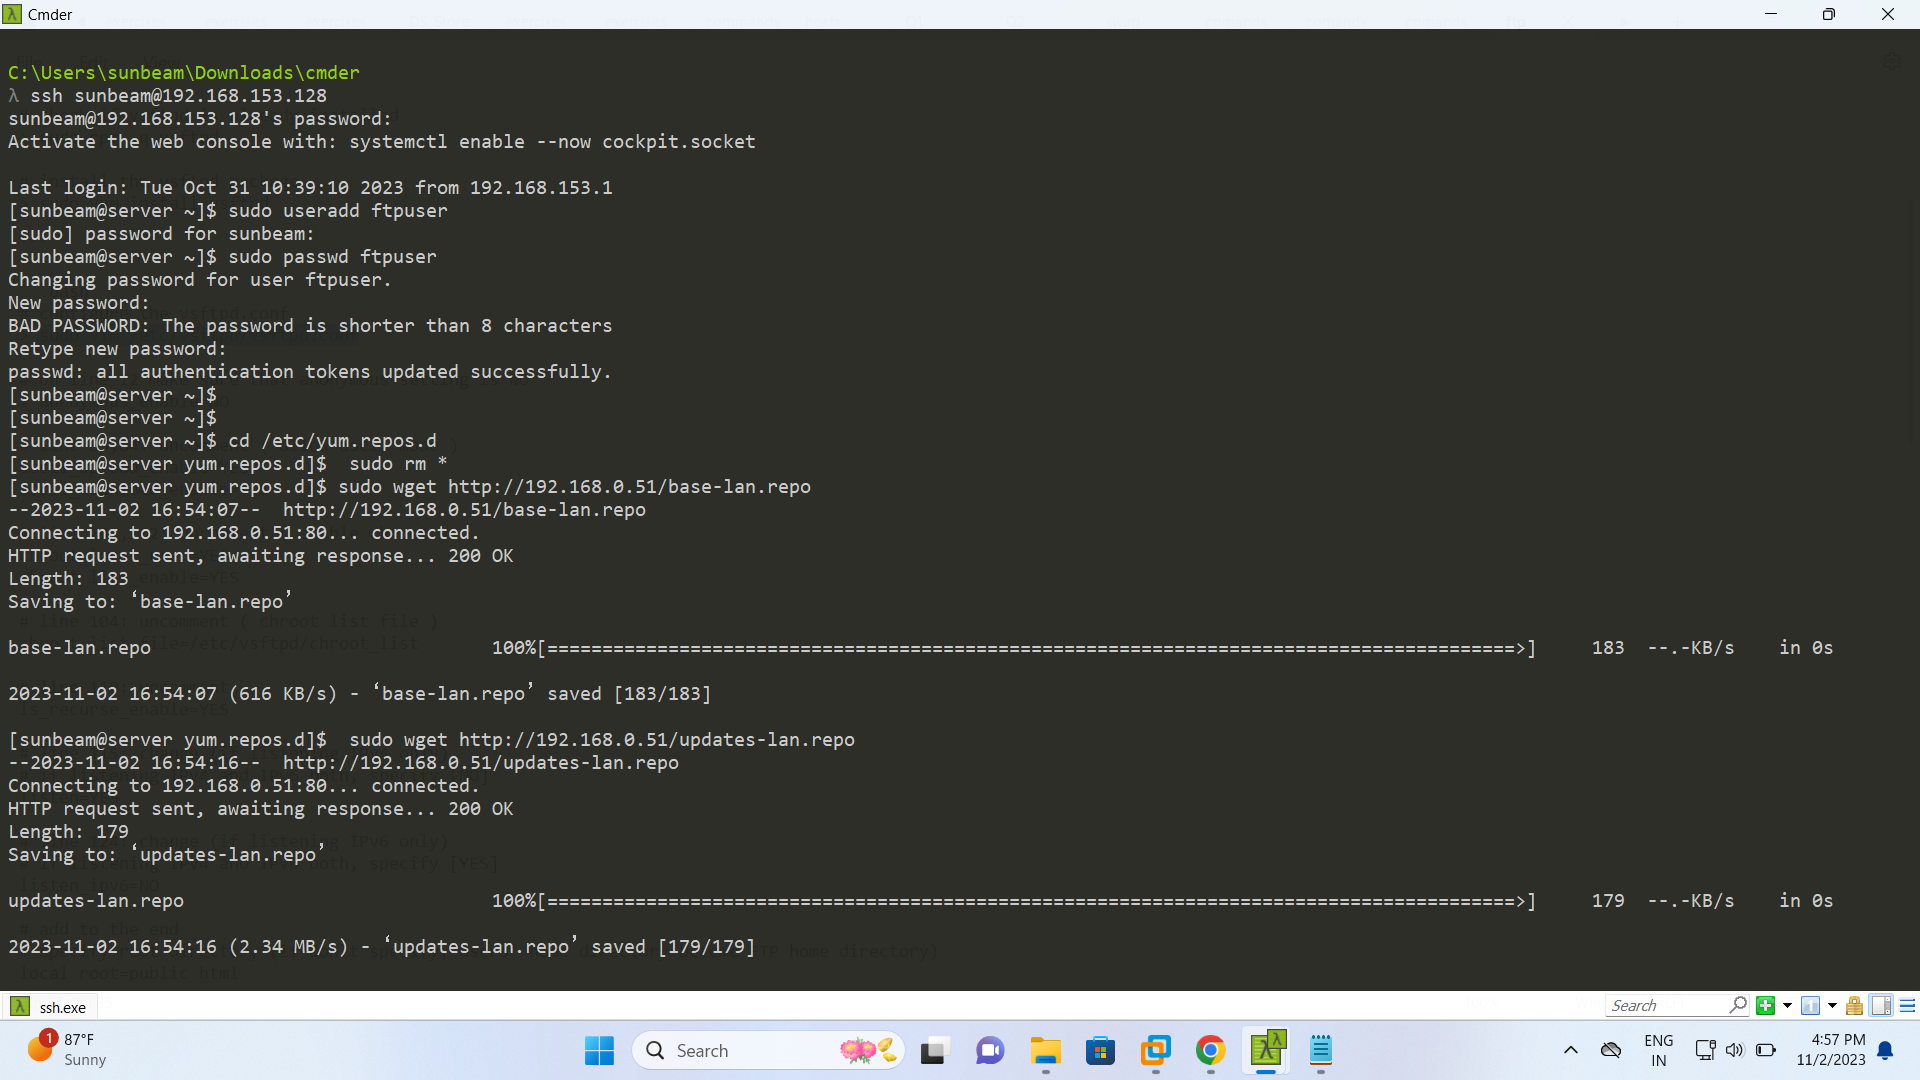 Cmder
C:\Users\sunbeam\Downloads\cmder
λ ssh sunbeam@192.168.153.128
sunbeam@192.168.153.128's password:
Activate the web console with: systemctl enable --now cockpit.socket
Last login: Tue Oct 31 10:39:10 2023 from 192.168.153.1
[sunbeam@server ~]$ sudo useradd ftpuser
[sudo] password for sunbeam:
[sunbeam@server ~]$ sudo passwd ftpuser
Changing password for user ftpuser.
New password:
BAD PASSWORD: The password is shorter than 8 characters
Retype new password:
passwd: all authentication tokens updated successfully.
[sunbeam@server ~]$
[sunbeam@server ~]$
[sunbeam@server ~]$ cd /etc/yum.repos.d
[sunbeam@server yum.repos.d]$  sudo rm *
[sunbeam@server yum.repos.d]$ sudo wget http://192.168.0.51/base-lan.repo
--2023-11-02 16:54:07--  http://192.168.0.51/base-lan.repo
Connecting to 192.168.0.51:80... connected.
HTTP request sent, awaiting response... 200 OK
Length: 183
Saving to: ‘base-lan.repo’
base-lan.repo 100%[========================================================================================>] 183 --.-KB/s in 0s
2023-11-02 16:54:07 (616 KB/s) - ‘base-lan.repo’ saved [183/183]
[sunbeam@server yum.repos.d]$  sudo wget http://192.168.0.51/updates-lan.repo
--2023-11-02 16:54:16--  http://192.168.0.51/updates-lan.repo
Connecting to 192.168.0.51:80... connected.
HTTP request sent, awaiting response... 200 OK
Length: 179
Saving to: ‘updates-lan.repo’
updates-lan.repo 100%[========================================================================================>] 179 --.-KB/s in 0s
2023-11-02 16:54:16 (2.34 MB/s) - ‘updates-lan.repo’ saved [179/179]
ssh.exe
Search
1
87°F
Sunny
Search
ENG
IN
4:57 PM
11/2/2023